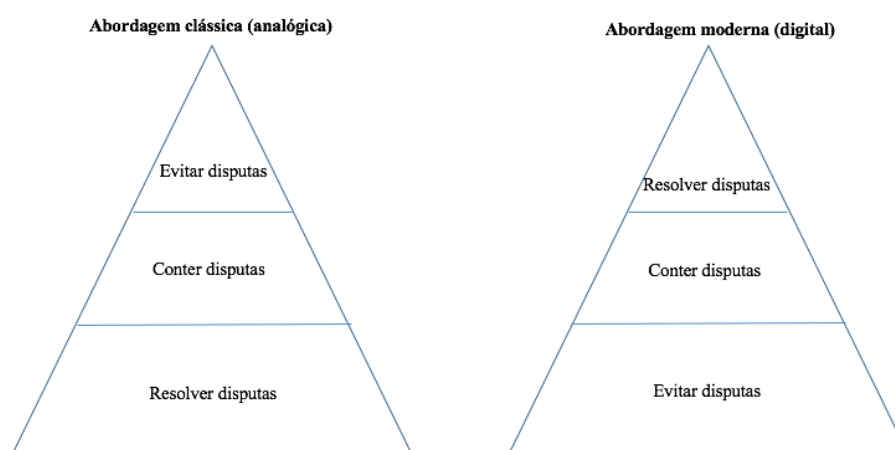 Abordagem clássica (analógica)
Evitar disputas
Conter disputas
Resolver disputas
Abordagem moderna (digital)
Resolver disputas
Conter disputas
Evitar disputas